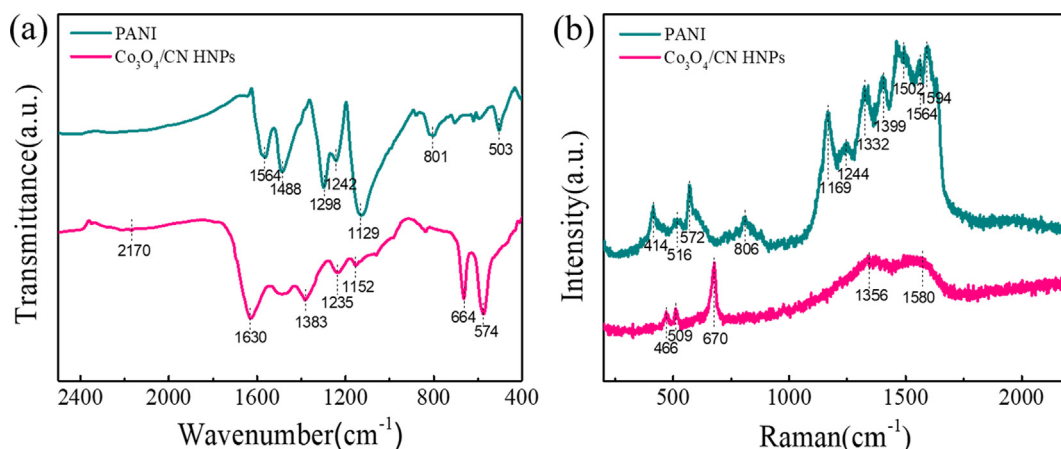 (a)
PANI
Co₃O₄/CN HNPs
Transmittance(a.u.)
1564
1488
1298
1242
1129
801
503
2170
1630
1383
1235
1152
664
574
2400 2000 1600 1200 800 400
Wavenumber(cm⁻¹)
(b)
PANI
Co₃O₄/CN HNPs
Intensity(a.u.)
414
516
572
806
1169
1244
1332
1399
1502
1564
1594
466
509
670
1356
1580
500 1000 1500 2000
Raman(cm⁻¹)